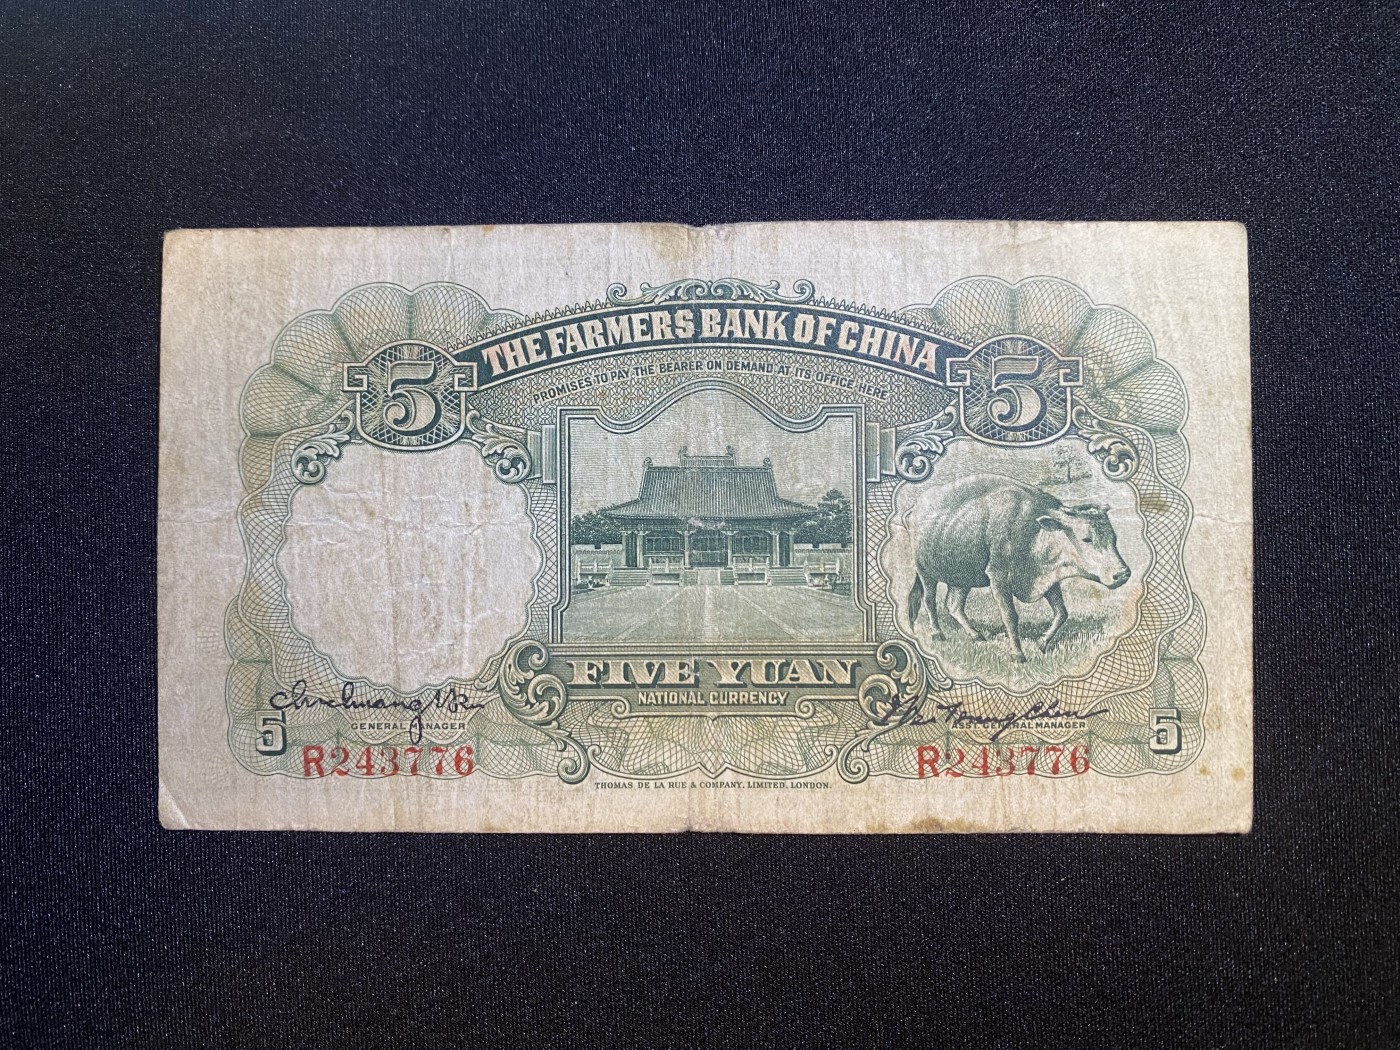 THE FARMERS BANK OF CHINA
PROMISES TO PAY THE BEARER ON DEMAND AT ITS OFFICE HERE
5 5
FIVE YUAN
NATIONAL CURRENCY
GENERAL MANAGER ASST. GENERAL MANAGER
5 5
R243776 R243776
THOMAS DE LA RUE & COMPANY, LIMITED, LONDON.